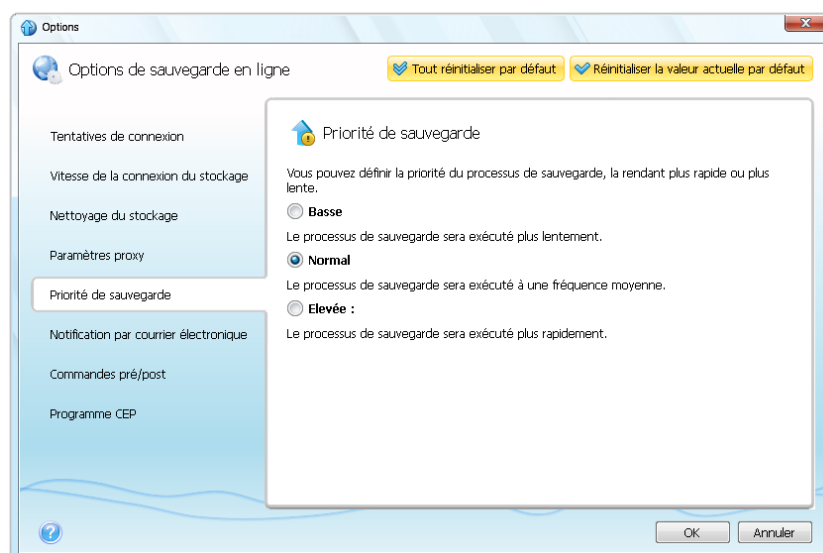 Options
Options de sauvegarde en ligne
Tout réinitialiser par défaut
Réinitialiser la valeur actuelle par défaut
Tentatives de connexion
Vitesse de la connexion du stockage
Nettoyage du stockage
Paramètres proxy
Priorité de sauvegarde
Notification par courrier électronique
Commandes pré/post
Programme CEP
Priorité de sauvegarde
Vous pouvez définir la priorité du processus de sauvegarde, la rendant plus rapide ou plus
lente.
Basse
Le processus de sauvegarde sera exécuté plus lentement.
Normal
Le processus de sauvegarde sera exécuté à une fréquence moyenne.
Elevée :
Le processus de sauvegarde sera exécuté plus rapidement.
OK
Annuler